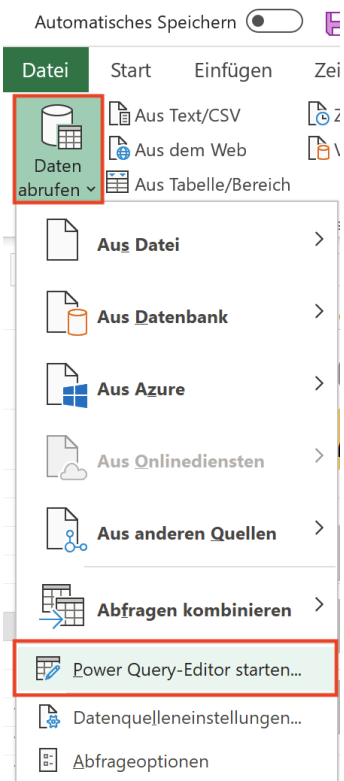 Automatisches Speichern
Datei Start Einfügen Zei
Daten abrufen
Aus Text/CSV
Aus dem Web
Aus Tabelle/Bereich
Aus Datei
Aus Datenbank
Aus Azure
Aus Onlinediensten
Aus anderen Quellen
Abfragen kombinieren
Power Query-Editor starten...
Datenquelleneinstellungen...
Abfrageoptionen